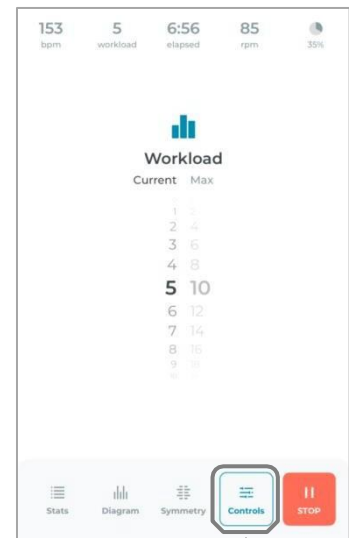 153 5 6:56 85
bpm workload elapsed rpm 35%
Workload
Current Max
1 2
2 4
3 6
4 8
5 10
6 12
7 14
8 16
9 18
Stats Diagram Symmetry Controls STOP